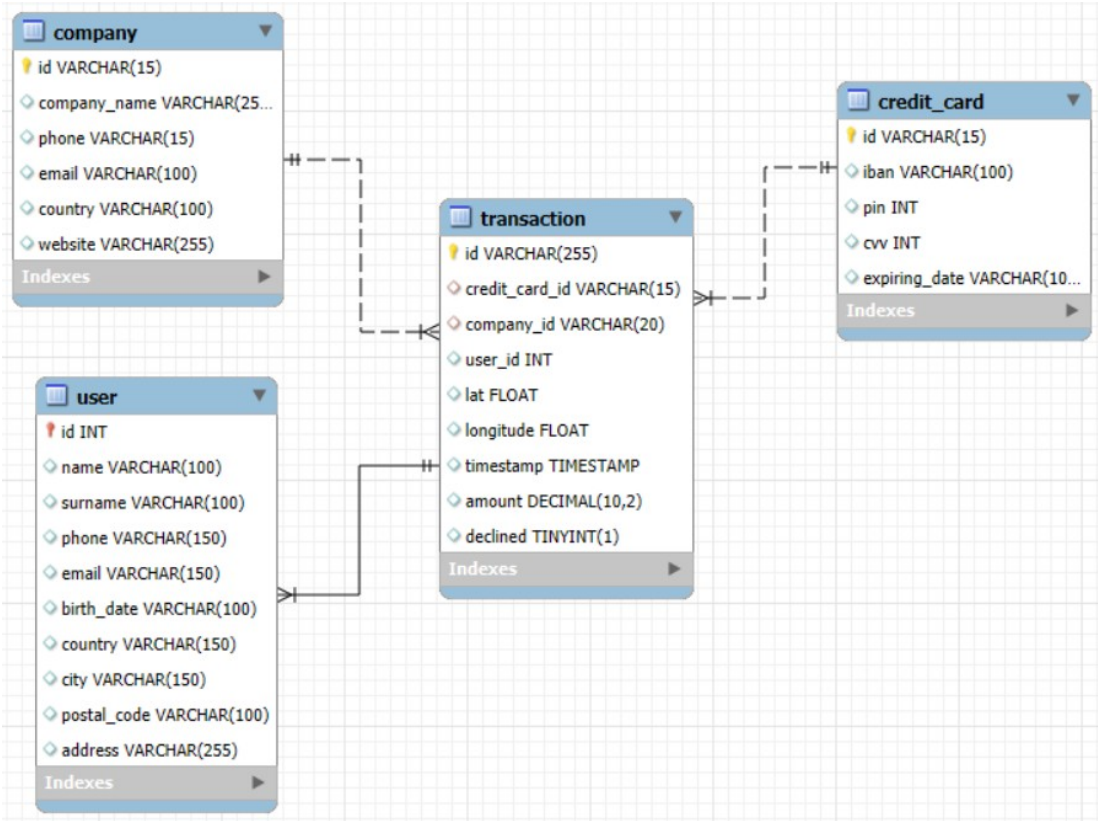 company
id VARCHAR(15)
company_name VARCHAR(25...
phone VARCHAR(15)
email VARCHAR(100)
country VARCHAR(100)
website VARCHAR(255)
Indexes
user
id INT
name VARCHAR(100)
surname VARCHAR(100)
phone VARCHAR(150)
email VARCHAR(150)
birth_date VARCHAR(100)
country VARCHAR(150)
city VARCHAR(150)
postal_code VARCHAR(100)
address VARCHAR(255)
Indexes
transaction
id VARCHAR(255)
credit_card_id VARCHAR(15)
company_id VARCHAR(20)
user_id INT
lat FLOAT
longitude FLOAT
timestamp TIMESTAMP
amount DECIMAL(10,2)
declined TINYINT(1)
Indexes
credit_card
id VARCHAR(15)
iban VARCHAR(100)
pin INT
cvv INT
expiring_date VARCHAR(10...
Indexes